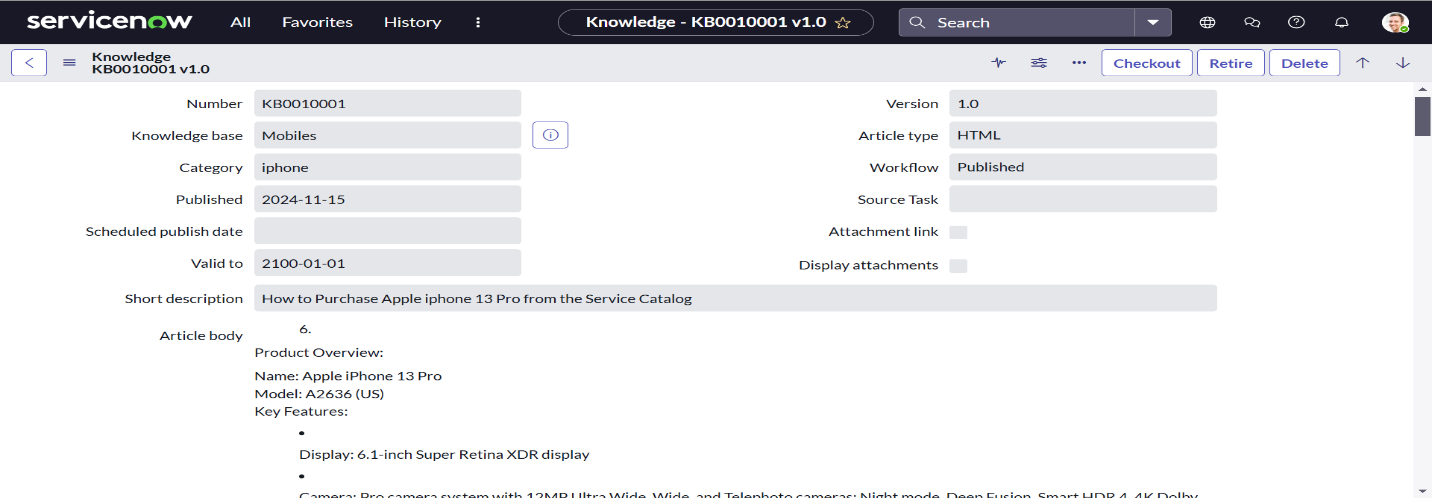 servicenow All Favorites History Knowledge - KB0010001 v1.0 Search
Knowledge
KB0010001 v1.0
Checkout Retire Delete
Number KB0010001 Version 1.0
Knowledge base Mobiles Article type HTML
Category iphone Workflow Published
Published 2024-11-15 Source Task
Scheduled publish date Attachment link
Valid to 2100-01-01 Display attachments
Short description How to Purchase Apple iphone 13 Pro from the Service Catalog
Article body 6.
Product Overview:
Name: Apple iPhone 13 Pro
Model: A2636 (US)
Key Features:
Display: 6.1-inch Super Retina XDR display
Camera: Pro camera system with 12MP Ultra Wide, Wide, and Telephoto cameras; Night mode, Deep Fusion, Smart HDR 4, 4K Dolby